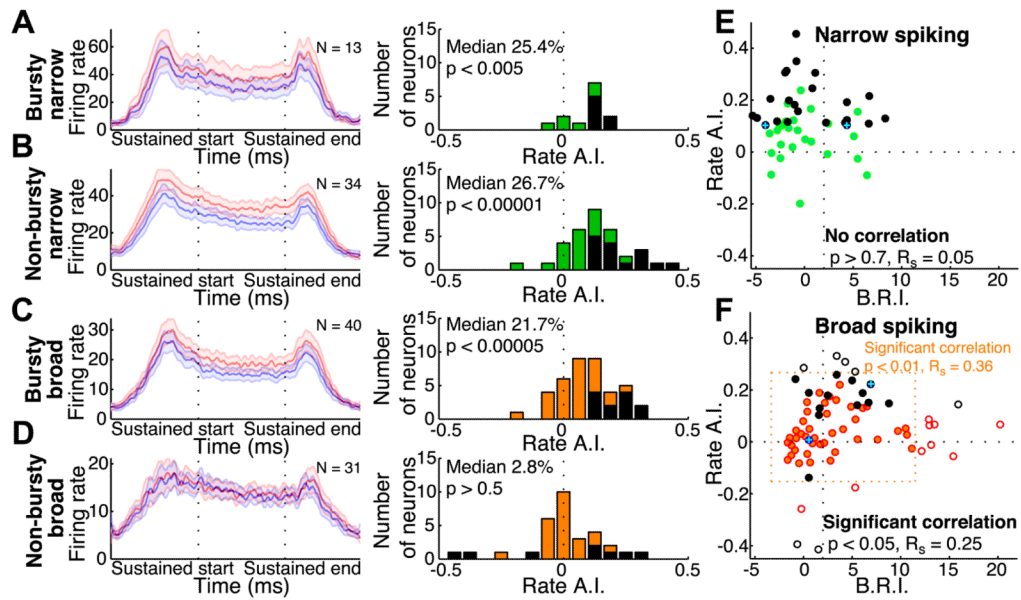 A
Bursty
narrow
Firing rate
60
40
20
0
N = 13
Sustained start
Sustained end
Time (ms)
Number
of neurons
15
10
5
0
Median 25.4%
p < 0.005
-0.5
0
0.5
Rate A.I.
B
Non-bursty
narrow
Firing rate
40
20
0
N = 34
Sustained start
Sustained end
Time (ms)
Number
of neurons
15
10
5
0
Median 26.7%
p < 0.00001
-0.5
0
0.5
Rate A.I.
C
Bursty
broad
Firing rate
30
20
10
0
N = 40
Sustained start
Sustained end
Time (ms)
Number
of neurons
15
10
5
0
Median 21.7%
p < 0.00005
-0.5
0
0.5
Rate A.I.
D
Non-bursty
broad
Firing rate
20
10
0
N = 31
Sustained start
Sustained end
Time (ms)
Number
of neurons
15
10
5
0
Median 2.8%
p > 0.5
-0.5
0
0.5
Rate A.I.
E
Narrow spiking
Rate A.I.
0.4
0.2
0
-0.2
-0.4
No correlation
p > 0.7, Rs = 0.05
-5
0
5
10
15
20
B.R.I.
F
Broad spiking
Significant correlation
p < 0.01, Rs = 0.36
Rate A.I.
0.4
0.2
0
-0.2
-0.4
Significant correlation
p < 0.05, Rs = 0.25
-5
0
5
10
15
20
B.R.I.